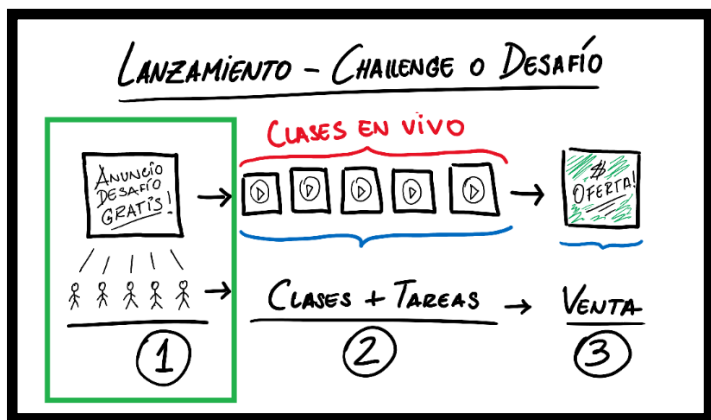 LANZAMIENTO - CHALLENGE O DESAFÍO
CLASES EN VIVO
ANUNCIO
DESAFÍO
GRATIS!
$
OFERTA!
CLASES + TAREAS
VENTA
1
2
3